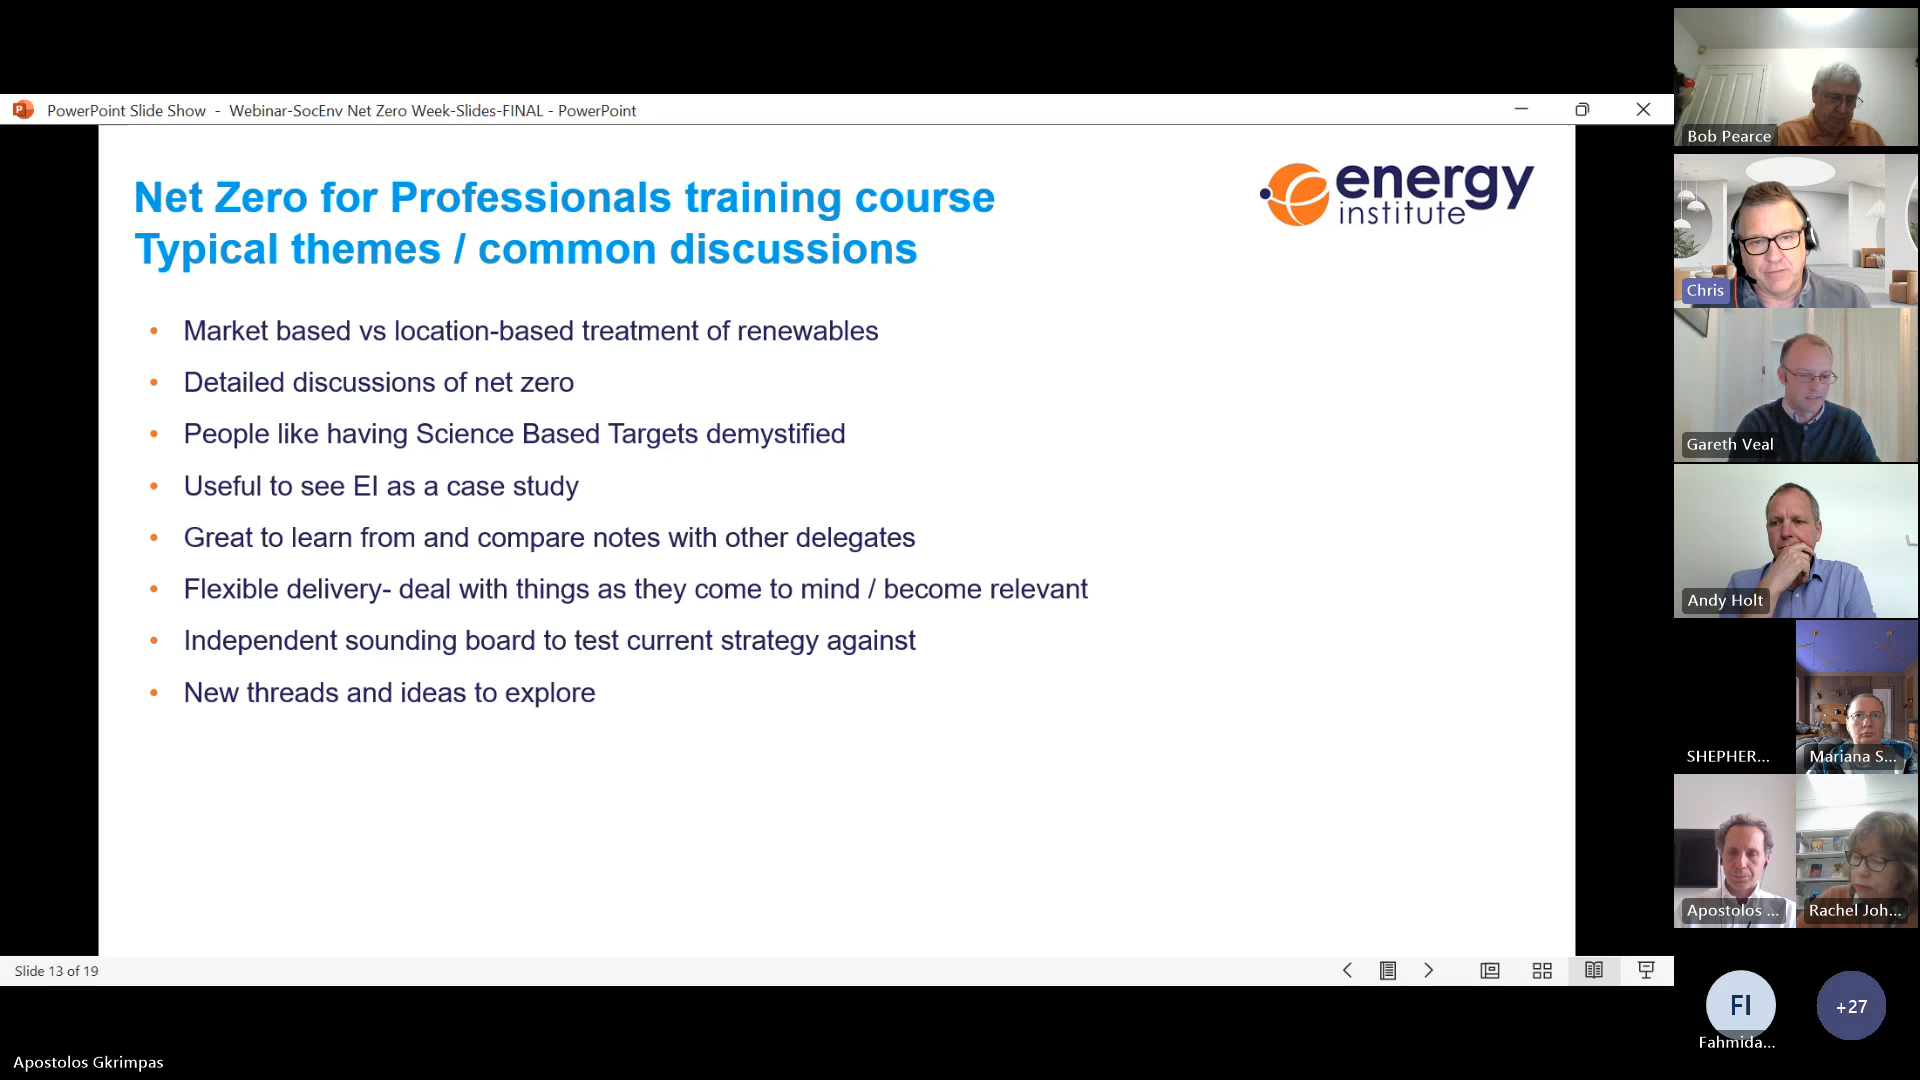 PowerPoint Slide Show - Webinar-SocEnv Net Zero Week-Slides-FINAL - PowerPoint
Net Zero for Professionals training course
Typical themes / common discussions
energy
institute
• Market based vs location-based treatment of renewables
• Detailed discussions of net zero
• People like having Science Based Targets demystified
• Useful to see EI as a case study
• Great to learn from and compare notes with other delegates
• Flexible delivery- deal with things as they come to mind / become relevant
• Independent sounding board to test current strategy against
• New threads and ideas to explore
Slide 13 of 19
Apostolos Gkrimpas
Bob Pearce
Chris
Gareth Veal
Andy Holt
SHEPHER...
Mariana S...
Apostolos ...
Rachel Joh...
FI
Fahmida...
+27